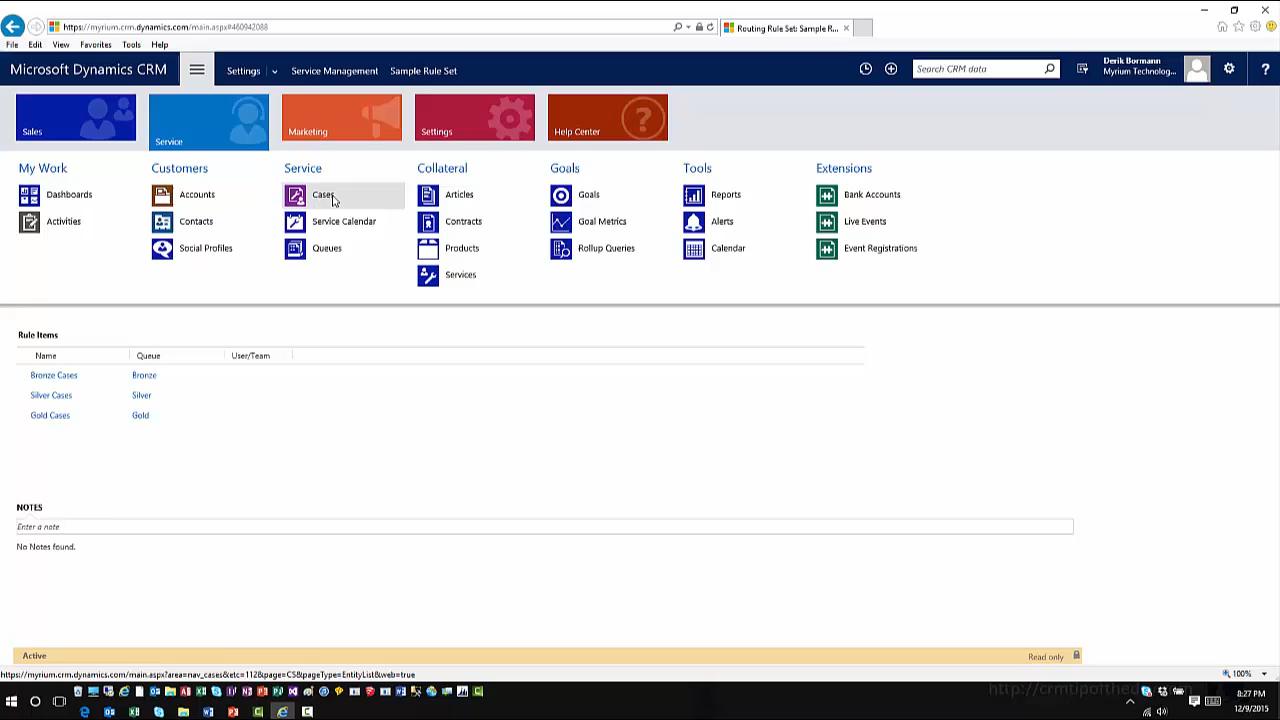 https://myrium.crm.dynamics.com/main.aspx#460942088
Routing Rule Set: Sample R...
File Edit View Favorites Tools Help
Microsoft Dynamics CRM Settings Service Management Sample Rule Set Search CRM data Derik Bormann
Myrium Technolog...
Sales Service Marketing Settings Help Center
My Work Customers Service Collateral Goals Tools Extensions
Dashboards Accounts Cases Articles Goals Reports Bank Accounts
Activities Contacts Service Calendar Contracts Goal Metrics Alerts Live Events
Social Profiles Queues Products Rollup Queries Calendar Event Registrations
Services
Rule Items
Name Queue User/Team
Bronze Cases Bronze
Silver Cases Silver
Gold Cases Gold
NOTES
Enter a note
No Notes found.
Active Read only
https://myrium.crm.dynamics.com/main.aspx?area=nav_cases&etc=112&page=CS&pageType=EntityList&web=true
100%
8:27 PM
12/9/2015